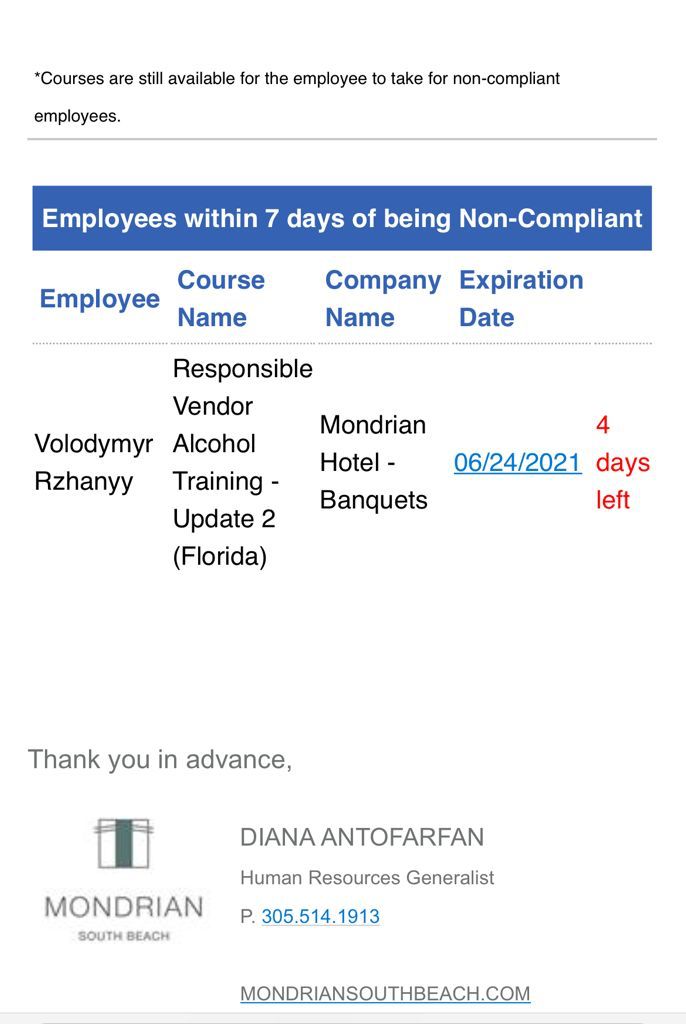 *Courses are still available for the employee to take for non-compliant
employees.
Employees within 7 days of being Non-Compliant
Employee
Course
Name
Company
Name
Expiration
Date
Volodymyr
Rzhanyy
Responsible
Vendor
Alcohol
Training -
Update 2
(Florida)
Mondrian
Hotel -
Banquets
06/24/2021
4
days
left
Thank you in advance,
MONDRIAN
SOUTH BEACH
DIANA ANTOFARFAN
Human Resources Generalist
P. 305.514.1913
MONDRIANSOUTHBEACH.COM